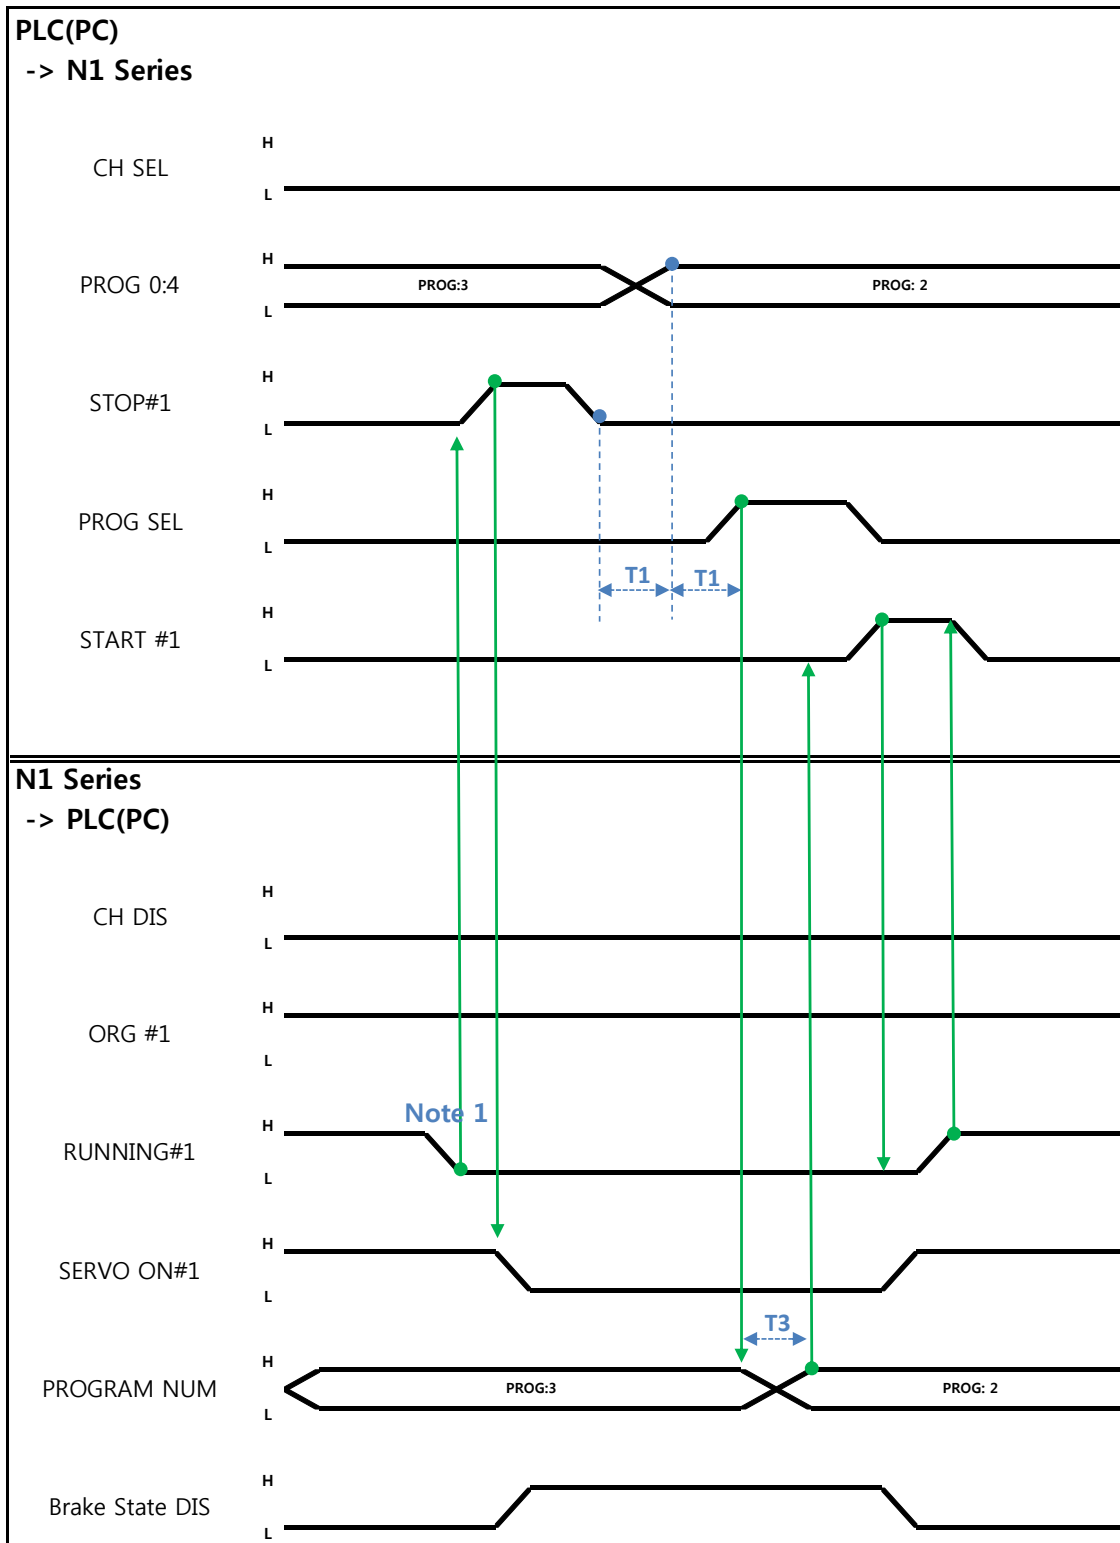 PLC(PC)
-> N1 Series
H
CH SEL
L
H
PROG 0:4
PROG:3
PROG: 2
L
H
STOP#1
L
H
PROG SEL
L
T1
T1
H
START #1
L
N1 Series
-> PLC(PC)
H
CH DIS
L
H
ORG #1
L
Note 1
H
RUNNING#1
L
H
SERVO ON#1
L
T3
H
PROGRAM NUM
PROG:3
PROG: 2
L
H
Brake State DIS
L